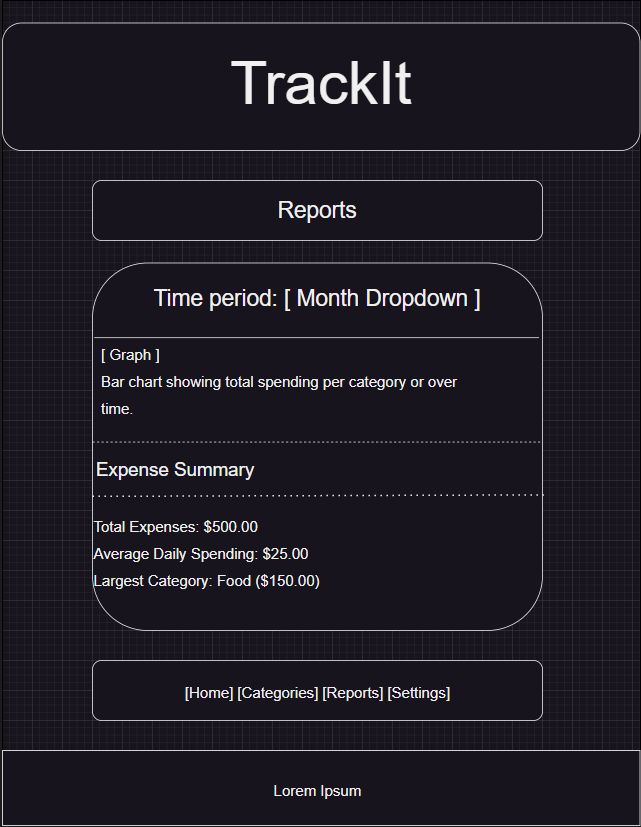 TrackIt
Reports
Time period: [ Month Dropdown ]
[ Graph ]
Bar chart showing total spending per category or over
time.
Expense Summary
Total Expenses: $500.00
Average Daily Spending: $25.00
Largest Category: Food ($150.00)
[Home] [Categories] [Reports] [Settings]
Lorem Ipsum